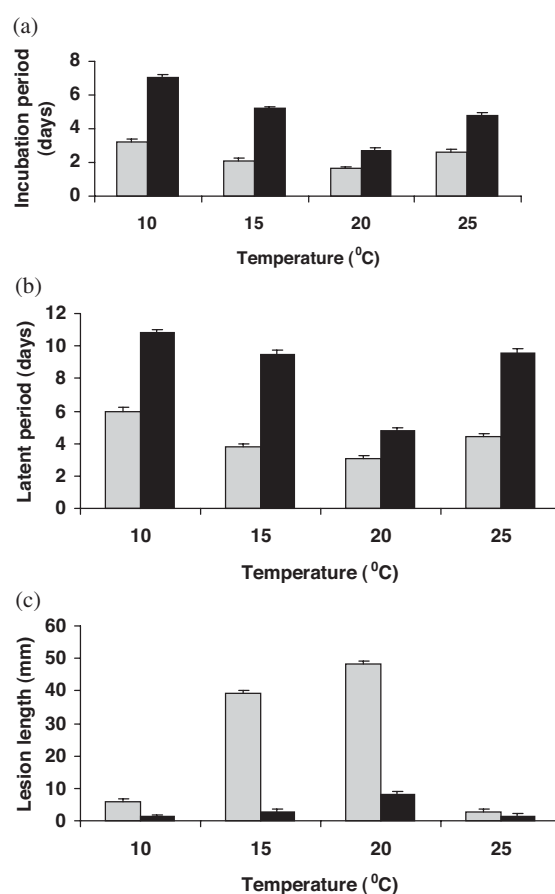 (a)
Incubation period
(days)
8
6
4
2
0
10 15 20 25
Temperature (⁰C)
(b)
Latent period (days)
12
10
8
6
4
2
0
10 15 20 25
Temperature (⁰C)
(c)
Lesion length (mm)
60
50
40
30
20
10
0
10 15 20 25
Temperature (⁰C)